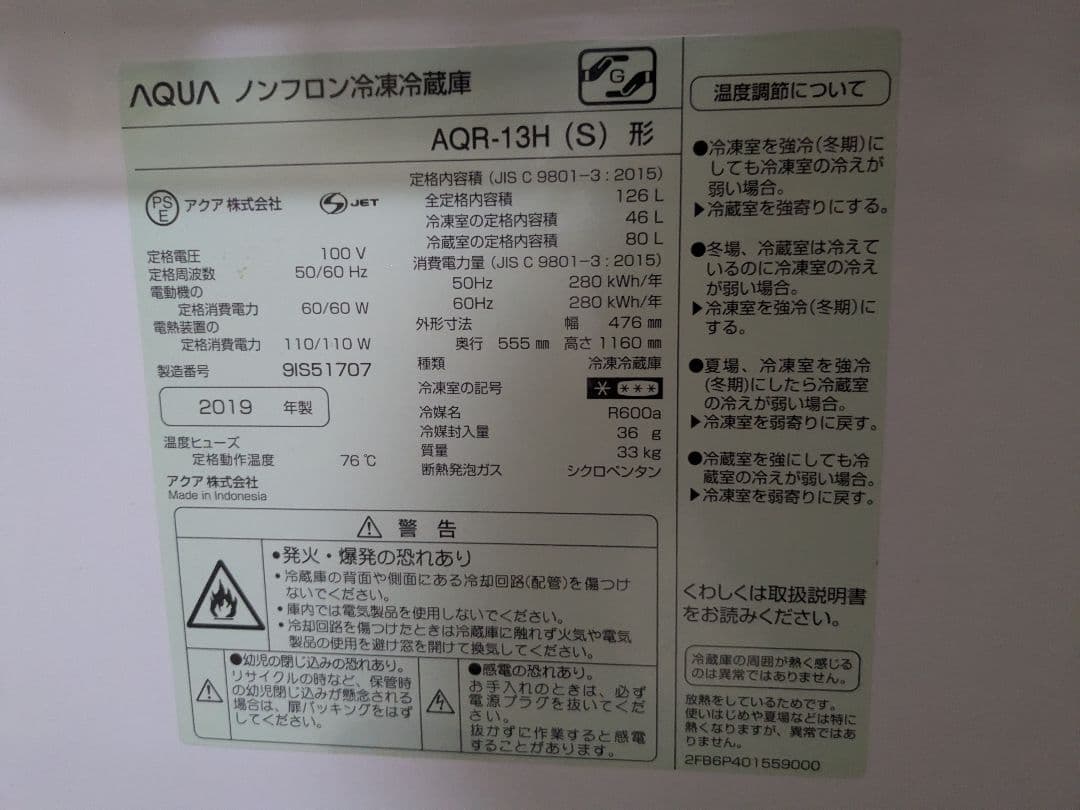 AQUA ノンフロン冷凍冷蔵庫
G
AQR-13H (S) 形
PS E アクア株式会社
S JET
定格電圧 100 V
定格周波数 50/60 Hz
電動機の
定格消費電力 60/60 W
電熱装置の
定格消費電力 110/110 W
製造番号 9IS51707
2019 年製
温度ヒューズ
定格動作温度 76℃
アクア株式会社
Made in Indonesia
定格内容積 (JIS C 9801-3 : 2015)
全定格内容積 126 L
冷凍室の定格内容積 46 L
冷蔵室の定格内容積 80 L
消費電力量 (JIS C 9801-3 : 2015)
50Hz 280 kWh/年
60Hz 280 kWh/年
外形寸法 幅 476 ㎜
奥行 555 ㎜ 高さ 1160 ㎜
種類 冷凍冷蔵庫
冷凍室の記号 * ***
冷媒名 R600a
冷媒封入量 36 g
質量 33 kg
断熱発泡ガス シクロペンタン
警告
●発火・爆発の恐れあり
・冷蔵庫の背面や側面にある冷却回路(配管)を傷つけ
ないでください。
・庫内では電気製品を使用しないでください。
・冷却回路を傷つけたときは冷蔵庫に触れず火気や電気
製品の使用を避け窓を開けて換気してください。
●幼児の閉じ込みの恐れあり。
リサイクルの時など、保管時
の幼児閉じ込みが懸念される
場合は、扉パッキングをはず
してください。
●感電の恐れあり。
お手入れのときは、必ず
電源プラグを抜いてくだ
さい。
抜かずに作業すると感電
することがあります。
温度調節について
●冷凍室を強冷(冬期)に
しても冷凍室の冷えが
弱い場合。
▶冷蔵室を強寄りにする。
●冬場、冷蔵室は冷えて
いるのに冷凍室の冷え
が弱い場合。
▶冷凍室を強冷(冬期)に
する。
●夏場、冷凍室を強冷
(冬期)にしたら冷蔵室
の冷えが弱い場合。
▶冷凍室を弱寄りに戻す。
●冷蔵室を強にしても冷
蔵室の冷えが弱い場合。
▶冷凍室を弱寄りに戻す。
くわしくは取扱説明書
をお読みください。
冷蔵庫の周囲が熱く感じる
のは異常ではありません。
放熱をしているためです。
使いはじめや夏場などは特に
熱くなりますが、異常ではあ
りません。
2FB6P401559000